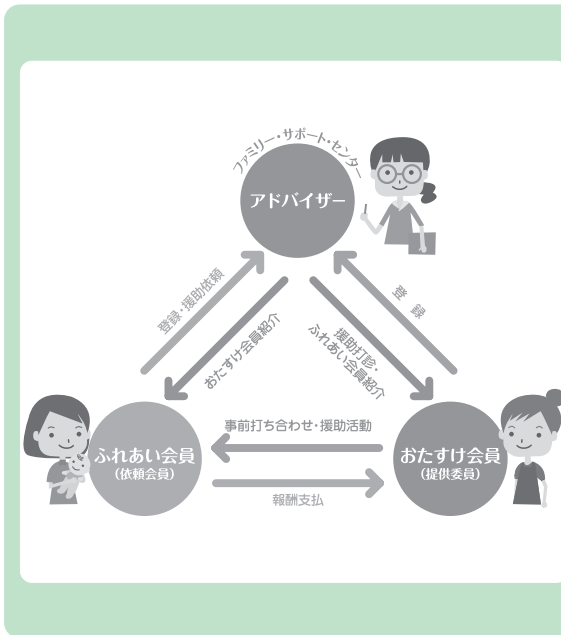 ファミリー・サポート・センター
アドバイザー
登録・援助依頼
おたすけ会員紹介
援助打診・
ふれあい会員紹介
登 録
事前打ち合わせ・援助活動
ふれあい会員
(依頼会員)
おたすけ会員
(提供委員)
報酬支払